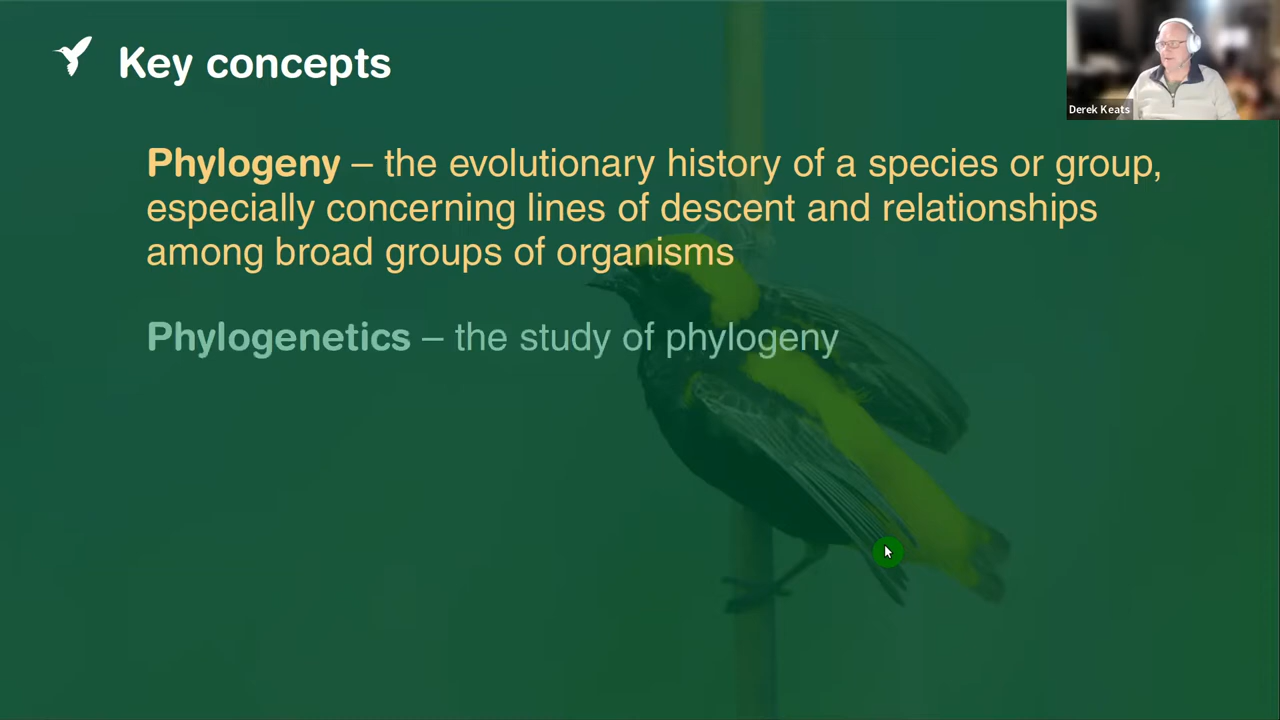 Key concepts
Derek Keats
Phylogeny – the evolutionary history of a species or group,
especially concerning lines of descent and relationships
among broad groups of organisms
Phylogenetics – the study of phylogeny